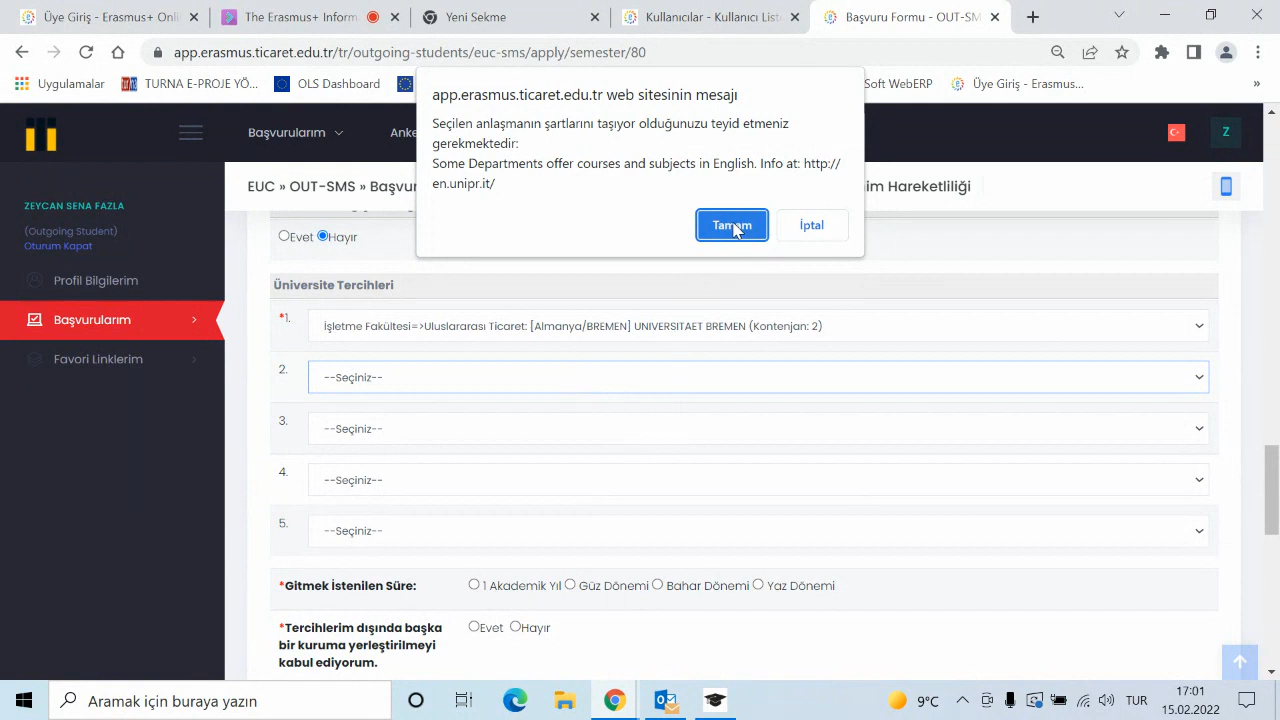 Üye Giriş - Erasmus+ Onli
The Erasmus+ Inform
Yeni Sekme
Kullanıcılar - Kullanıcı Liste
Başvuru Formu - OUT-SM
app.erasmus.ticaret.edu.tr/tr/outgoing-students/euc-sms/apply/semester/80
Uygulamalar
TURNA E-PROJE YÖ...
OLS Dashboard
Soft WebERP
Üye Giriş - Erasmus...
»
app.erasmus.ticaret.edu.tr web sitesinin mesajı
Seçilen anlaşmanın şartlarını taşıyor olduğunuzu teyid etmeniz
gerekmektedir:
Some Departments offer courses and subjects in English. Info at: http://
en.unipr.it/
Tamam
İptal
Başvurularım
Anke
Z
EUC » OUT-SMS » Başvur
im Hareketliliği
ZEYCAN SENA FAZLA
(Outgoing Student)
Oturum Kapat
Profil Bilgilerim
Başvurularım
Favori Linklerim
Evet Hayır
Üniversite Tercihleri
*1. İşletme Fakültesi=>Uluslararası Ticaret: [Almanya/BREMEN] UNIVERSITAET BREMEN (Kontenjan: 2)
2. --Seçiniz--
3. --Seçiniz--
4. --Seçiniz--
5. --Seçiniz--
*Gitmek İstenilen Süre: 1 Akademik Yıl Güz Dönemi Bahar Dönemi Yaz Dönemi
*Tercihlerim dışında başka
bir kuruma yerleştirilmeyi
kabul ediyorum.
Evet Hayır
Aramak için buraya yazın
9°C
TUR
17:01
15.02.2022